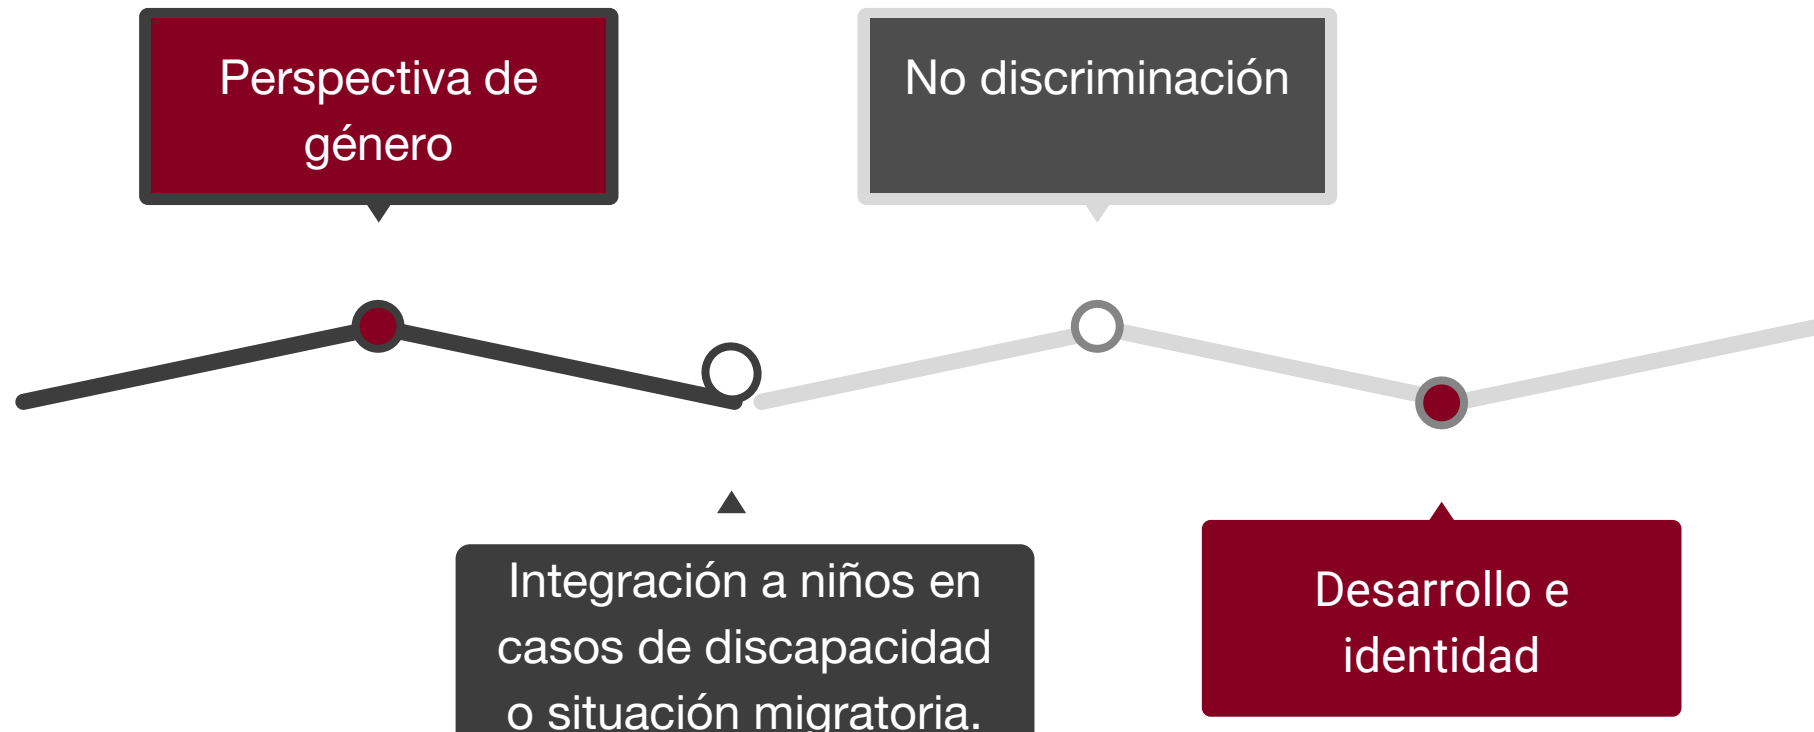 Perspectiva de
género
No discriminación
Integración a niños en
casos de discapacidad
o situación migratoria.
Desarrollo e
identidad